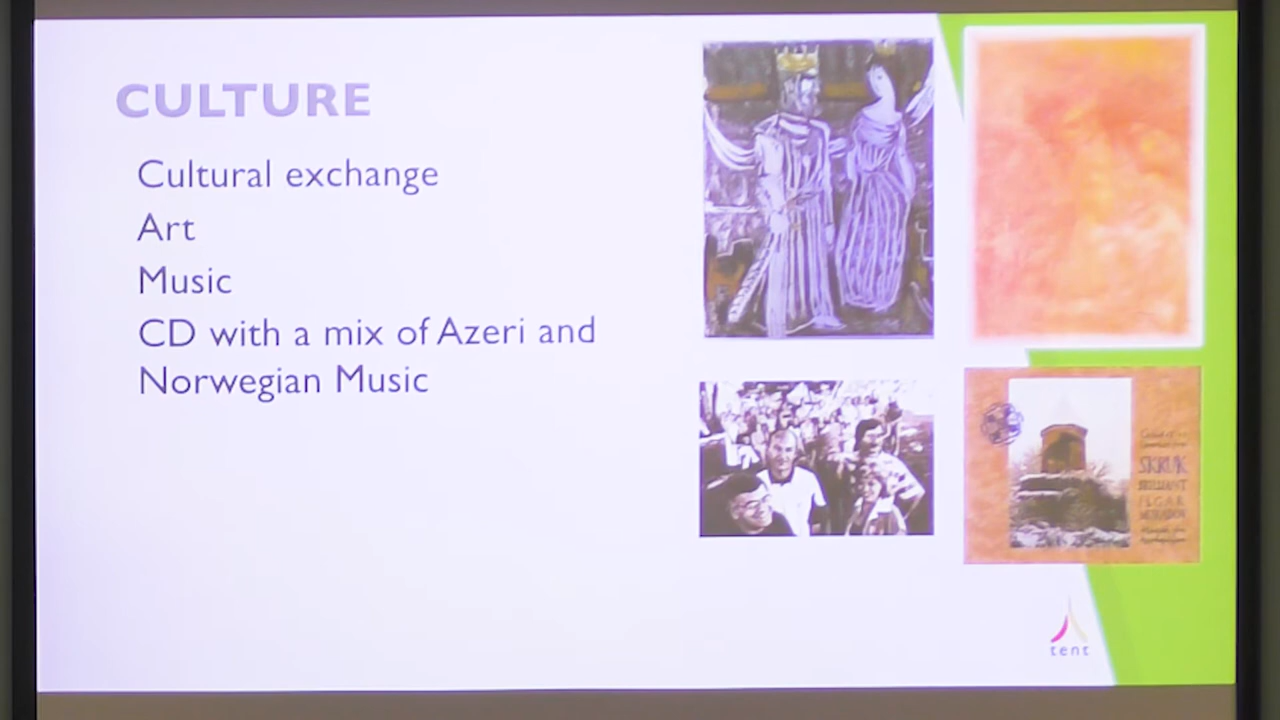 CULTURE
Cultural exchange
Art
Music
CD with a mix of Azeri and
Norwegian Music
SKRUK
tent